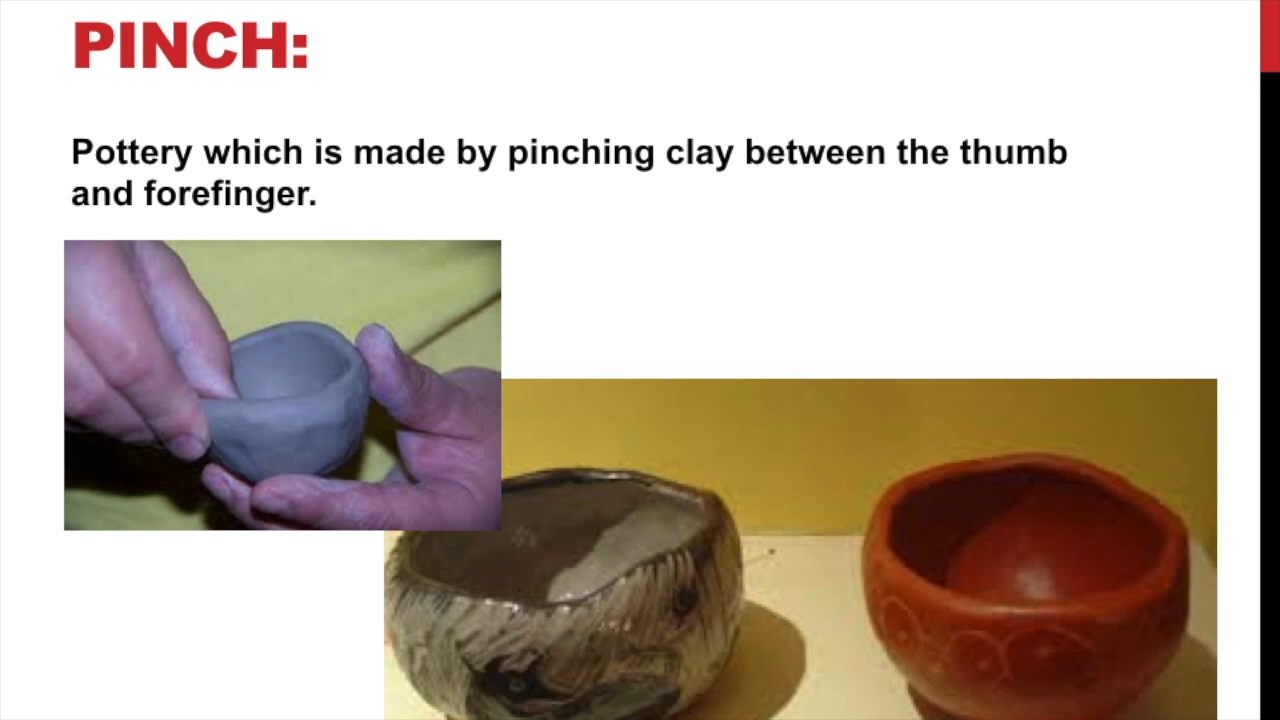 PINCH:
Pottery which is made by pinching clay between the thumb
and forefinger.